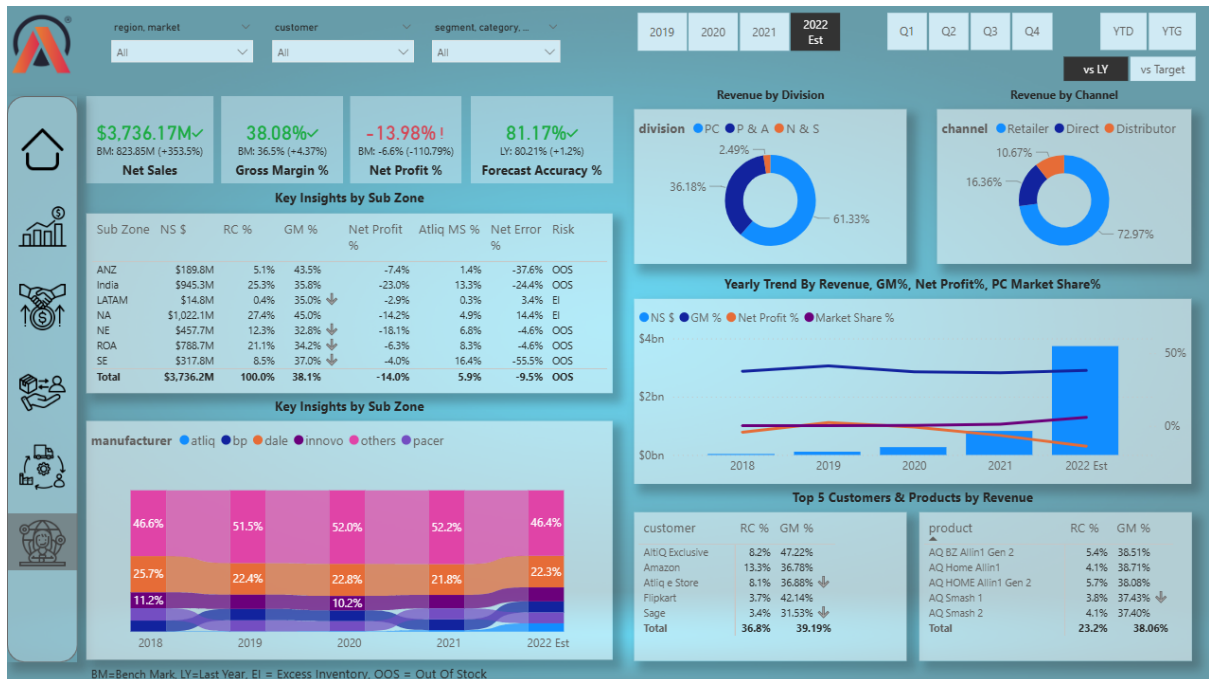 region, market
customer
segment, category, ...
All
All
All
2019 2020 2021 2022 Est
Q1 Q2 Q3 Q4
YTD YTG
vs LY vs Target
$3,736.17M✓
BM: 823.85M (+353.5%)
Net Sales
38.08%✓
BM: 36.5% (+4.37%)
Gross Margin %
-13.98% !
BM: -6.6% (-110.79%)
Net Profit %
81.17%✓
LY: 80.21% (+1.2%)
Forecast Accuracy %
Key Insights by Sub Zone
Sub Zone NS $ RC % GM % Net Profit % Atliq MS % Net Error % Risk
ANZ $189.8M 5.1% 43.5% -7.4% 1.4% -37.6% OOS
India $945.3M 25.3% 35.8% -23.0% 13.3% -24.4% OOS
LATAM $14.8M 0.4% 35.0% -2.9% 0.3% 3.4% EI
NA $1,022.1M 27.4% 45.0% -14.2% 4.9% 14.4% EI
NE $457.7M 12.3% 32.8% -18.1% 6.8% -4.6% OOS
ROA $788.7M 21.1% 34.2% -6.3% 8.3% -4.6% OOS
SE $317.8M 8.5% 37.0% -4.0% 16.4% -55.5% OOS
Total $3,736.2M 100.0% 38.1% -14.0% 5.9% -9.5% OOS
Key Insights by Sub Zone
manufacturer atliq bp dale innovo others pacer
46.6% 51.5% 52.0% 52.2% 46.4%
25.7% 22.4% 22.8% 21.8% 22.3%
11.2% 10.2%
2018 2019 2020 2021 2022 Est
BM=Bench Mark, LY=Last Year, EI = Excess Inventory, OOS = Out Of Stock
Revenue by Division
division PC P & A N & S
2.49%
36.18%
61.33%
Revenue by Channel
channel Retailer Direct Distributor
10.67%
16.36%
72.97%
Yearly Trend By Revenue, GM%, Net Profit%, PC Market Share%
NS $ GM % Net Profit % Market Share %
$4bn
50%
$2bn
0%
$0bn
2018 2019 2020 2021 2022 Est
Top 5 Customers & Products by Revenue
customer RC % GM %
AltiQ Exclusive 8.2% 47.22%
Amazon 13.3% 36.78%
Atliq e Store 8.1% 36.88%
Flipkart 3.7% 42.14%
Sage 3.4% 31.53%
Total 36.8% 39.19%
product RC % GM %
AQ BZ Allin1 Gen 2 5.4% 38.51%
AQ Home Allin1 4.1% 38.71%
AQ HOME Allin1 Gen 2 5.7% 38.08%
AQ Smash 1 3.8% 37.43%
AQ Smash 2 4.1% 37.40%
Total 23.2% 38.06%